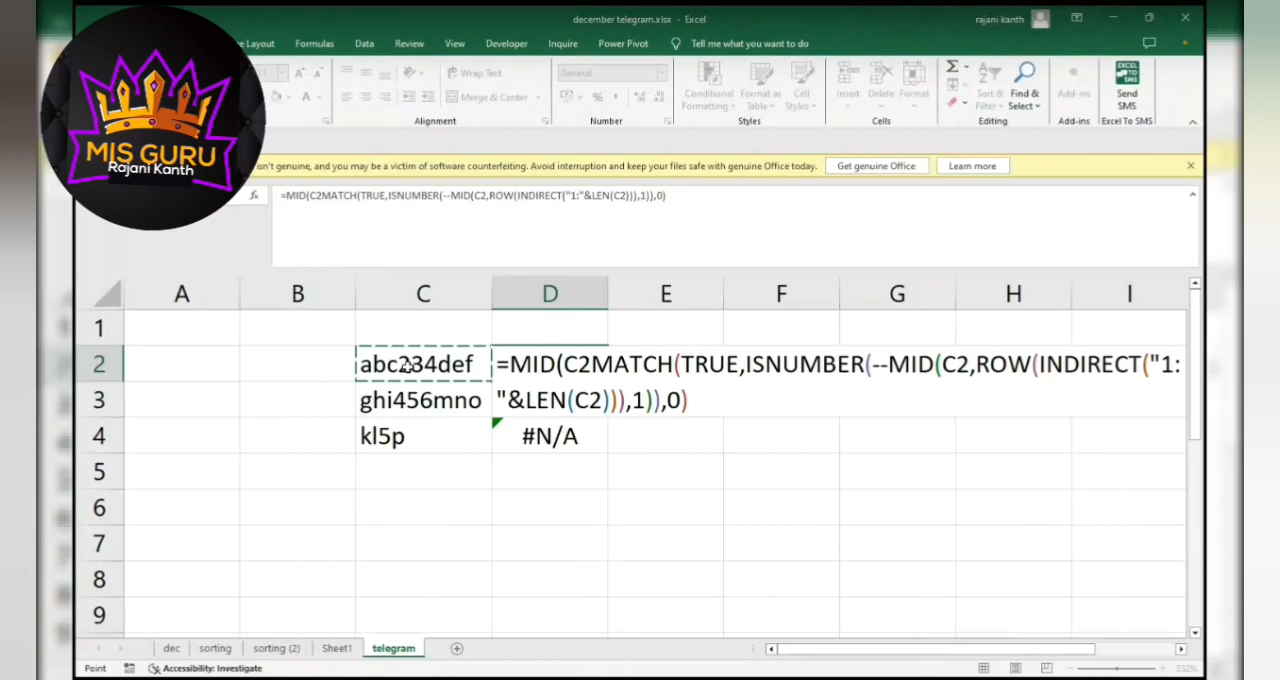 december telegram.xlsx - Excel
rajani kanth
e Layout Formulas Data Review View Developer Inquire Power Pivot Tell me what you want to do
Wrap Text
General
Merge & Center
Conditional Formatting
Format as Table
Cell Styles
Insert Delete Format
Sort & Filter
Find & Select
Add-ins
Send SMS
Alignment Number Styles Cells Editing Add-ins Excel To SMS
EXCEL TO SMS
MIS GURU
Rajani Kanth
isn't genuine, and you may be a victim of software counterfeiting. Avoid interruption and keep your files safe with genuine Office today. Get genuine Office Learn more
fx =MID(C2MATCH(TRUE,ISNUMBER(--MID(C2,ROW(INDIRECT("1:"&LEN(C2))),1)),0)
A B C D E F G H I
1
2 abc234def =MID(C2MATCH(TRUE,ISNUMBER(--MID(C2,ROW(INDIRECT("1:
3 ghi456mno "&LEN(C2))),1)),0)
4 kl5p #N/A
5
6
7
8
9
dec sorting sorting (2) Sheet1 telegram
Point Accessibility: Investigate 232%